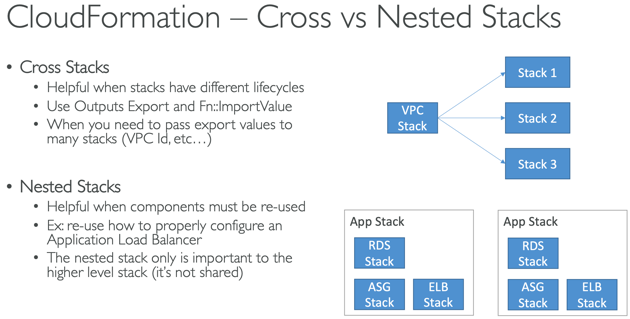 CloudFormation – Cross vs Nested Stacks
• Cross Stacks
• Helpful when stacks have different lifecycles
• Use Outputs Export and Fn::ImportValue
• When you need to pass export values to
many stacks (VPC Id, etc…)
• Nested Stacks
• Helpful when components must be re-used
• Ex: re-use how to properly configure an
Application Load Balancer
• The nested stack only is important to the
higher level stack (it's not shared)
VPC
Stack
Stack 1
Stack 2
Stack 3
App Stack
RDS
Stack
ASG
Stack
ELB
Stack
App Stack
RDS
Stack
ASG
Stack
ELB
Stack